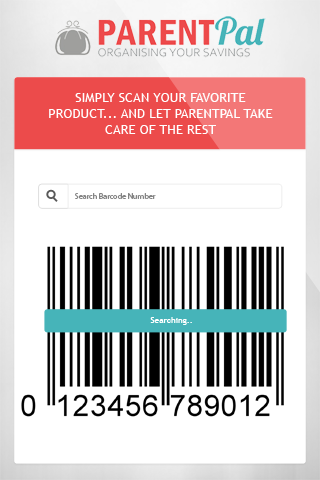 PARENTPal
ORGANISING YOUR SAVINGS
SIMPLY SCAN YOUR FAVORITE
PRODUCT... AND LET PARENTPAL TAKE
CARE OF THE REST
Search Barcode Number
Searching..
0 123456 789012